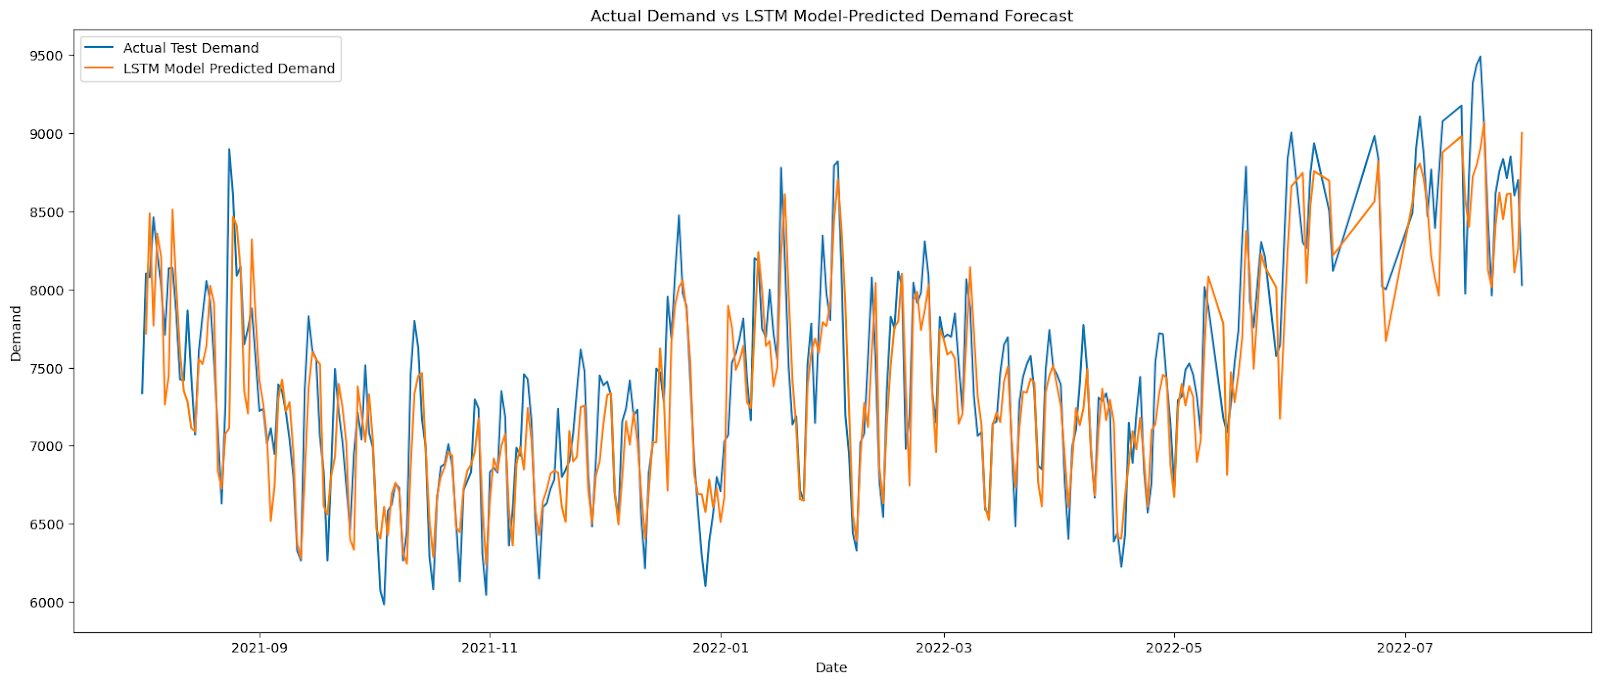 Actual Demand vs LSTM Model-Predicted Demand Forecast
Actual Test Demand
LSTM Model Predicted Demand
9500
9000
8500
8000
7500
7000
6500
6000
Demand
2021-09 2021-11 2022-01 2022-03 2022-05 2022-07
Date